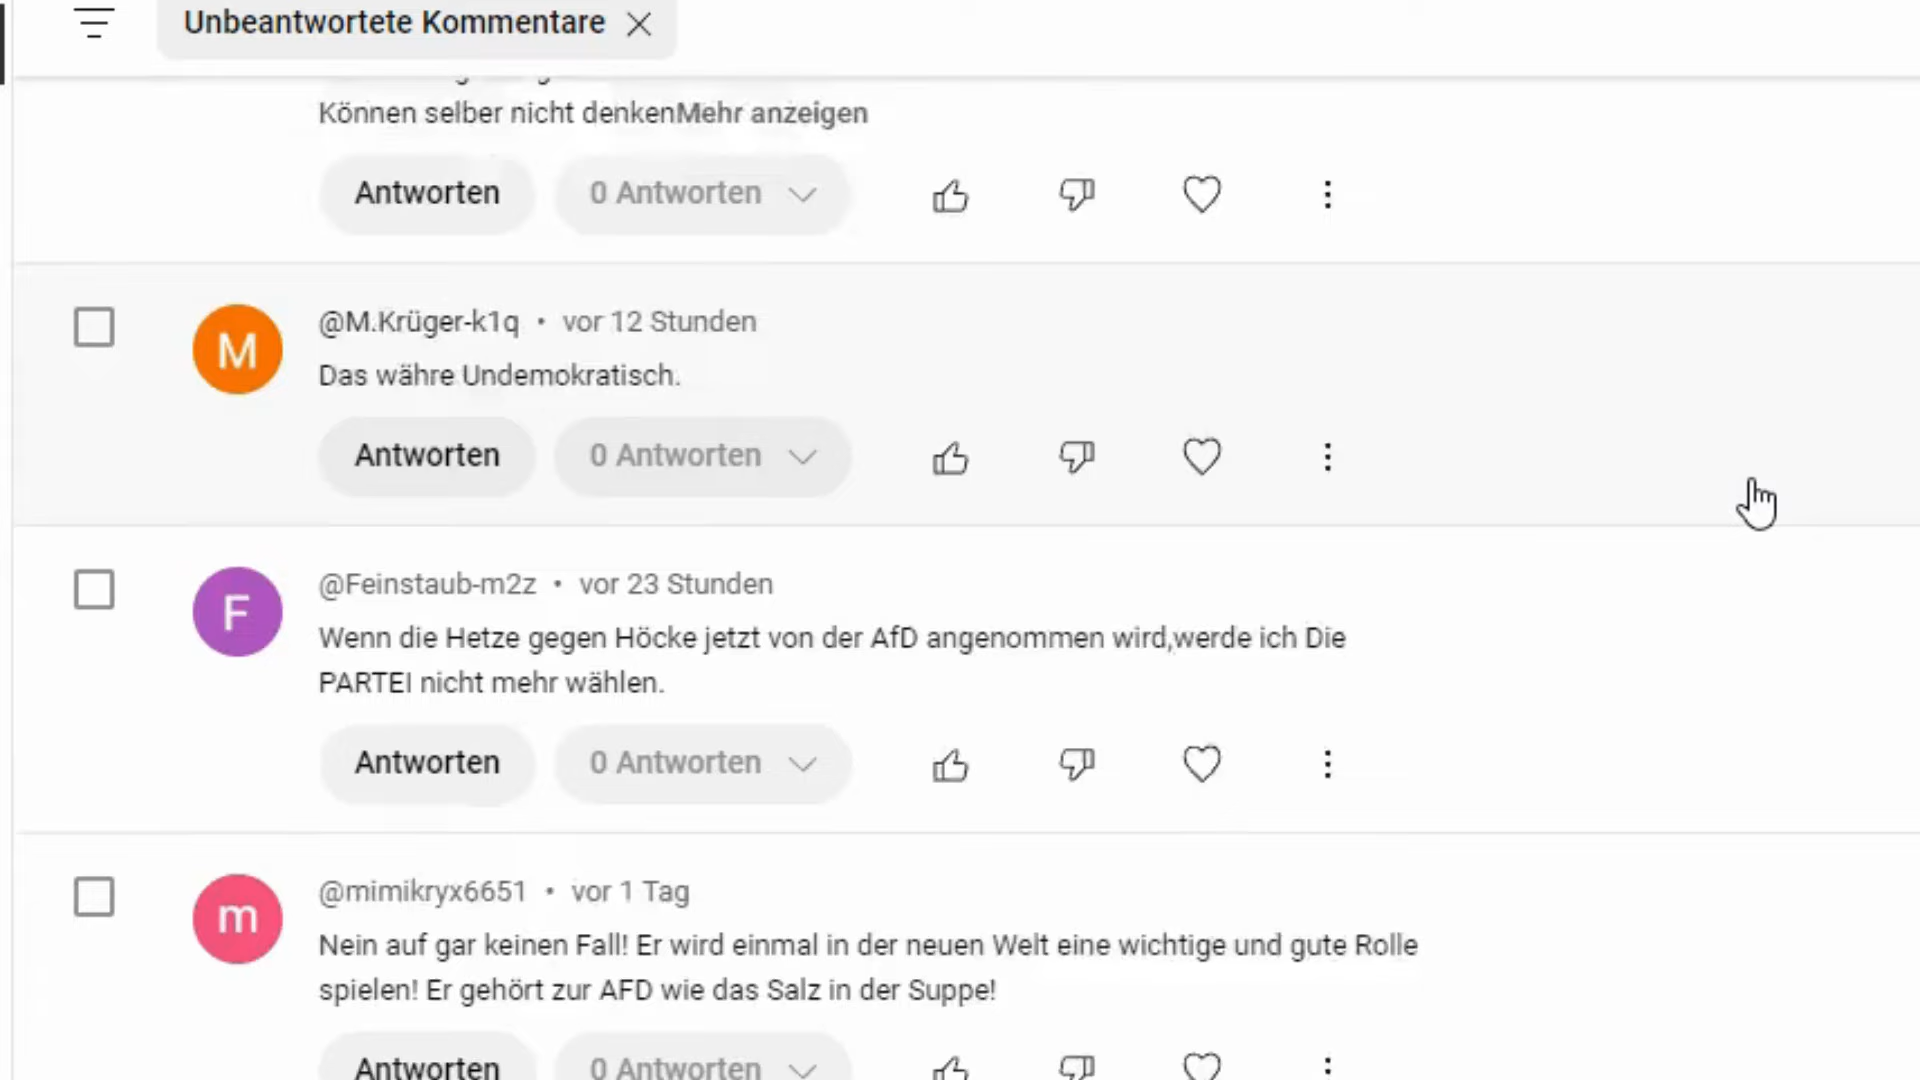 Unbeantwortete Kommentare
Können selber nicht denkenMehr anzeigen
Antworten 0 Antworten
M
@M.Krüger-k1q • vor 12 Stunden
Das währe Undemokratisch.
Antworten 0 Antworten
F
@Feinstaub-m2z • vor 23 Stunden
Wenn die Hetze gegen Höcke jetzt von der AfD angenommen wird,werde ich Die
PARTEI nicht mehr wählen.
Antworten 0 Antworten
m
@mimikryx6651 • vor 1 Tag
Nein auf gar keinen Fall! Er wird einmal in der neuen Welt eine wichtige und gute Rolle
spielen! Er gehört zur AFD wie das Salz in der Suppe!
Antworten 0 Antworten